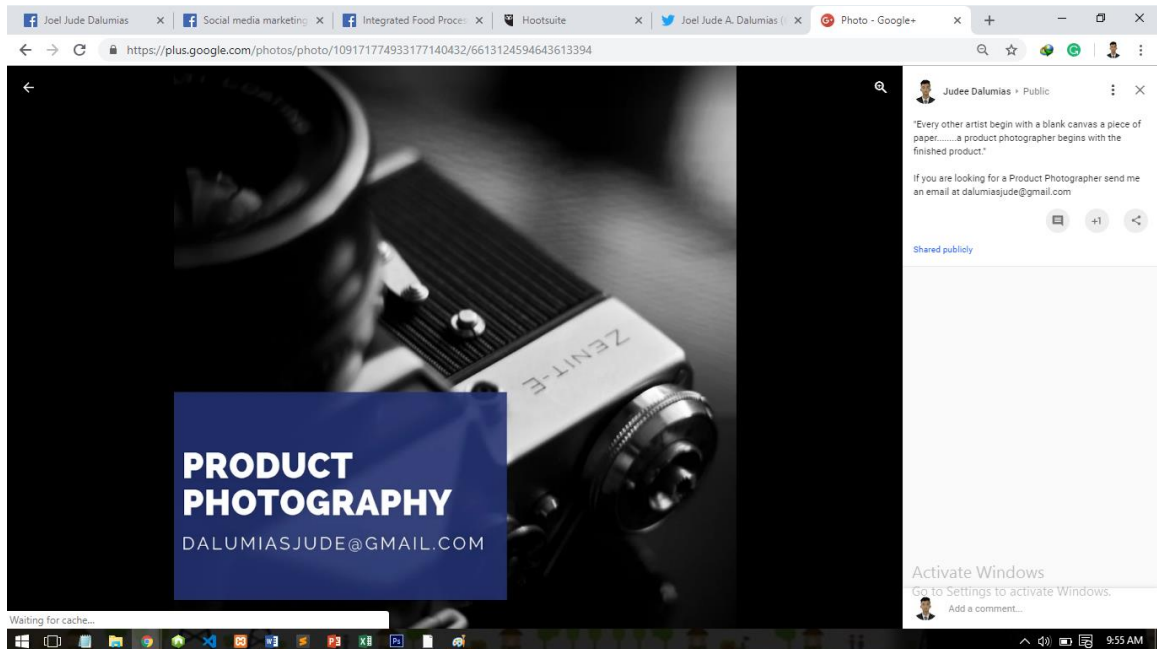 Joel Jude Dalumias
Social media marketing
Integrated Food Proces
Hootsuite
Joel Jude A. Dalumias (
Photo - Google+
https://plus.google.com/photos/photo/109171774933177140432/6613124594643613394
Judee Dalumias › Public
"Every other artist begin with a blank canvas a piece of
paper........a product photographer begins with the
finished product."
If you are looking for a Product Photographer send me
an email at dalumiasjude@gmail.com
+1
Shared publicly
ZENIT-E
PRODUCT
PHOTOGRAPHY
DALUMIASJUDE@GMAIL.COM
Activate Windows
Go to Settings to activate Windows.
Add a comment...
Waiting for cache...
9:55 AM